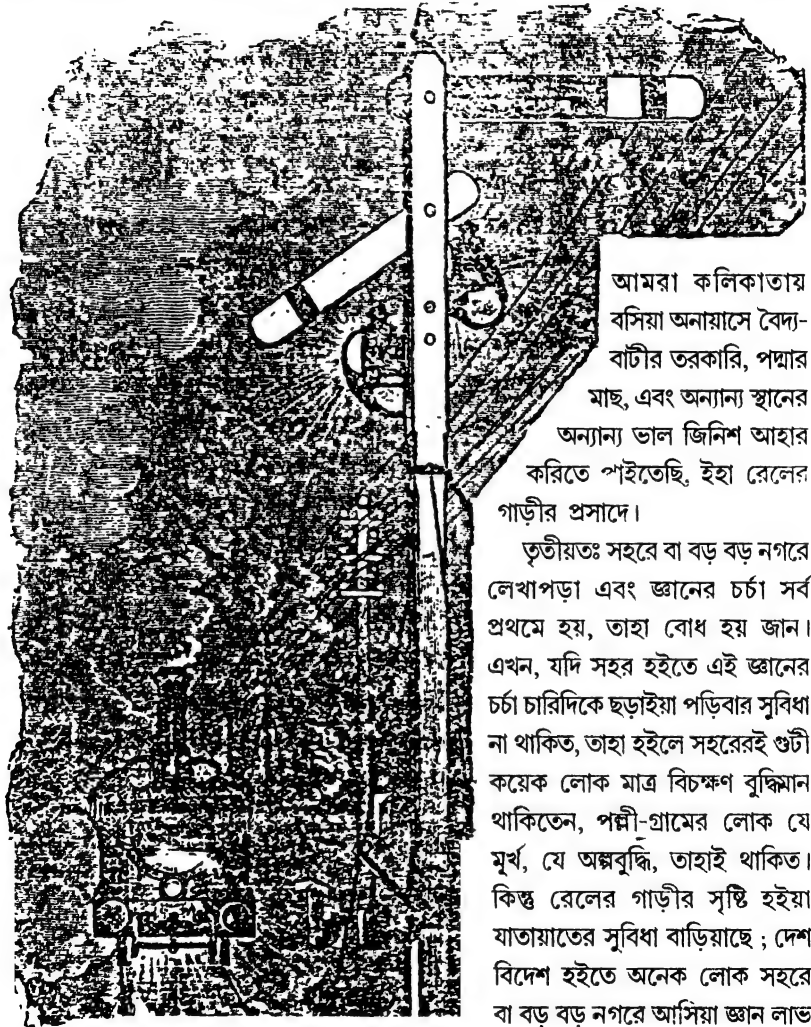 আমরা কলিকাতায়
বসিয়া অনায়াসে বৈদ্য-
বাটীর তরকারি, পদ্মার
মাছ, এবং অন্যান্য স্থানের
অন্যান্য ভাল জিনিশ আহার
করিতে পাইতেছি, ইহা রেলের
গাড়ীর প্রসাদে।
তৃতীয়তঃ সহরে বা বড় বড় নগরে
লেখাপড়া এবং জ্ঞানের চর্চা সর্ব
প্রথমে হয়, তাহা বোধ হয় জান।
এখন, যদি সহর হইতে এই জ্ঞানের
চর্চা চারিদিকে ছড়াইয়া পড়িবার সুবিধা
না থাকিত, তাহা হইলে সহরেরই গুটী
কয়েক লোক মাত্র বিচক্ষণ বুদ্ধিমান
থাকিতেন, পল্লী-গ্রামের লোক যে
মূর্খ, যে অল্পবুদ্ধি, তাহাই থাকিত।
কিন্তু রেলের গাড়ীর সৃষ্টি হইয়া
যাতায়াতের সুবিধা বাড়িয়াছে ; দেশ
বিদেশ হইতে অনেক লোক সহরে
বা বড় বড় নগরে আসিয়া জ্ঞান লাভ